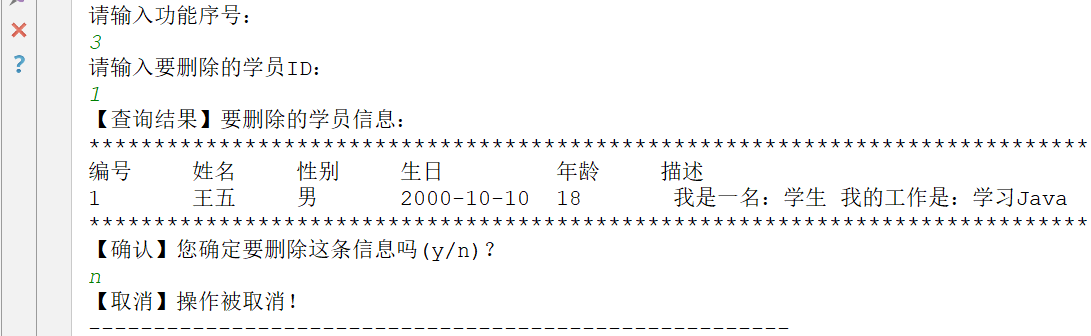 请输入功能序号：
3
请输入要删除的学员ID：
1
【查询结果】要删除的学员信息：
********************************************************************************
编号 姓名 性别 生日 年龄 描述
1 王五 男 2000-10-10 18 我是一名：学生 我的工作是：学习Java
********************************************************************************
【确认】您确定要删除这条信息吗(y/n)？
n
【取消】操作被取消！
------------------------------------------------------